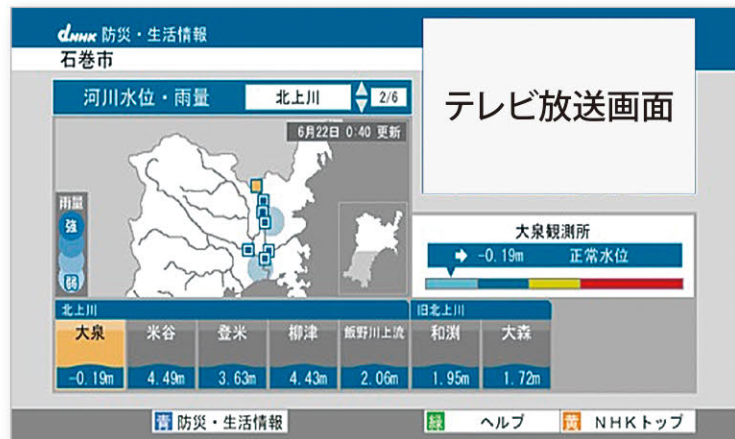 dNHK 防災・生活情報
石巻市
河川水位・雨量 北上川 2/6
テレビ放送画面
6月22日 0:40 更新
雨量
強
弱
大泉観測所
-0.19m 正常水位
北上川 旧北上川
大泉 米谷 登米 柳津 飯野川上流 和渕 大森
-0.19m 4.49m 3.63m 4.43m 2.06m 1.95m 1.72m
青 防災・生活情報 緑 ヘルプ 黄 NHKトップ